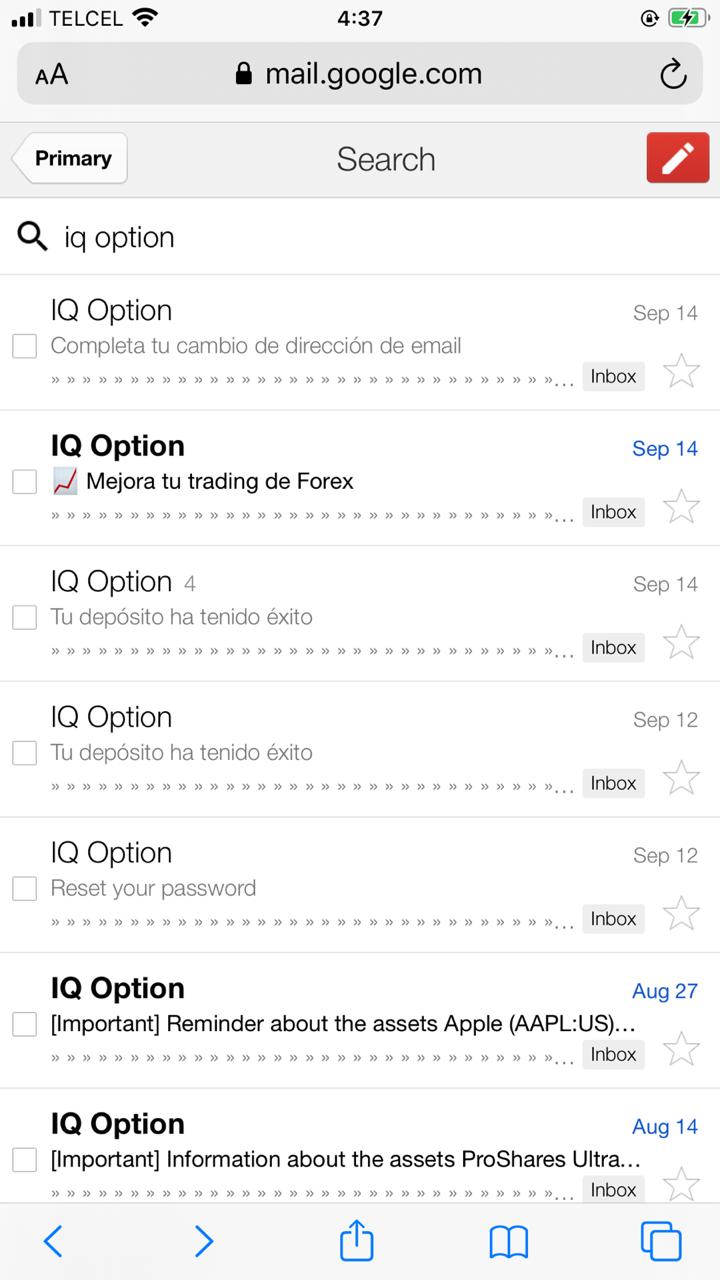 TELCEL 4:37
AA mail.google.com
Primary Search
iq option
IQ Option Sep 14
Completa tu cambio de dirección de email
» » » » » » » » » » » » » » » » » » » » » » » » » » » » » » » »... Inbox
IQ Option Sep 14
📈 Mejora tu trading de Forex
» » » » » » » » » » » » » » » » » » » » » » » » » » » » » » » »... Inbox
IQ Option 4 Sep 14
Tu depósito ha tenido éxito
» » » » » » » » » » » » » » » » » » » » » » » » » » » » » » » »... Inbox
IQ Option Sep 12
Tu depósito ha tenido éxito
» » » » » » » » » » » » » » » » » » » » » » » » » » » » » » » »... Inbox
IQ Option Sep 12
Reset your password
» » » » » » » » » » » » » » » » » » » » » » » » » » » » » » » »... Inbox
IQ Option Aug 27
[Important] Reminder about the assets Apple (AAPL:US)...
» » » » » » » » » » » » » » » » » » » » » » » » » » » » » » » »... Inbox
IQ Option Aug 14
[Important] Information about the assets ProShares Ultra...
» » » » » » » » » » » » » » » » » » » » » » » » » » » » » » » »... Inbox